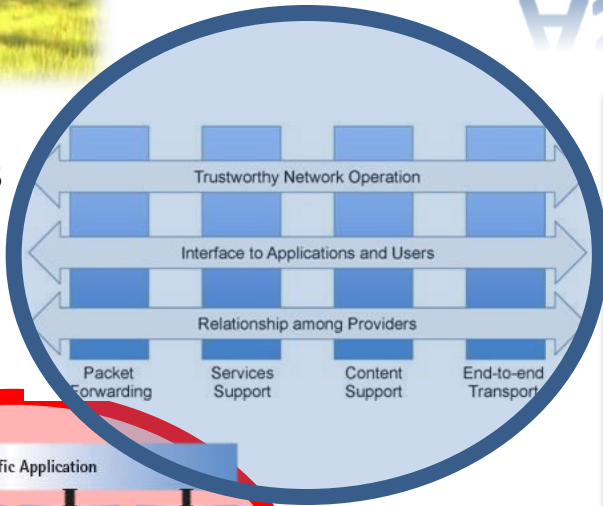 Trustworthy Network Operation
Interface to Applications and Users
Relationship among Providers
Packet Forwarding
Services Support
Content Support
End-to-end Transport
Application